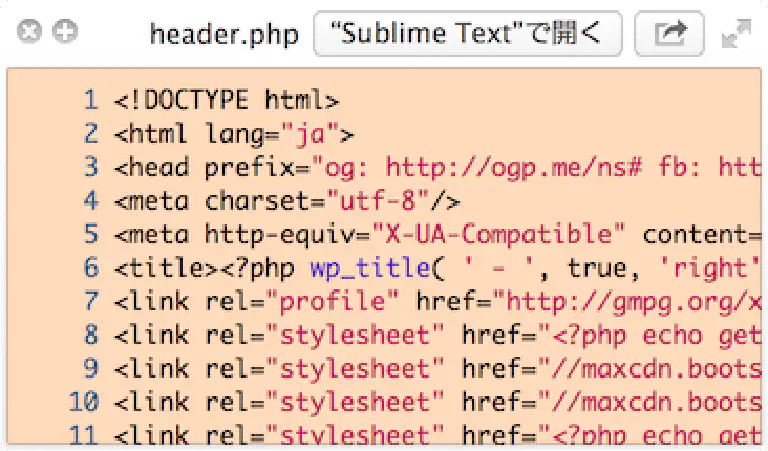 header.php “Sublime Text”で開く
1 <!DOCTYPE html>
2 <html lang="ja">
3 <head prefix="og: http://ogp.me/ns# fb: htt
4 <meta charset="utf-8"/>
5 <meta http-equiv="X-UA-Compatible" content=
6 <title><?php wp_title( ' - ', true, 'right'
7 <link rel="profile" href="http://gmpg.org/x
8 <link rel="stylesheet" href="<?php echo get
9 <link rel="stylesheet" href="//maxcdn.boots
10 <link rel="stylesheet" href="//maxcdn.boots
11 <link rel="stylesheet" href="<?php echo get